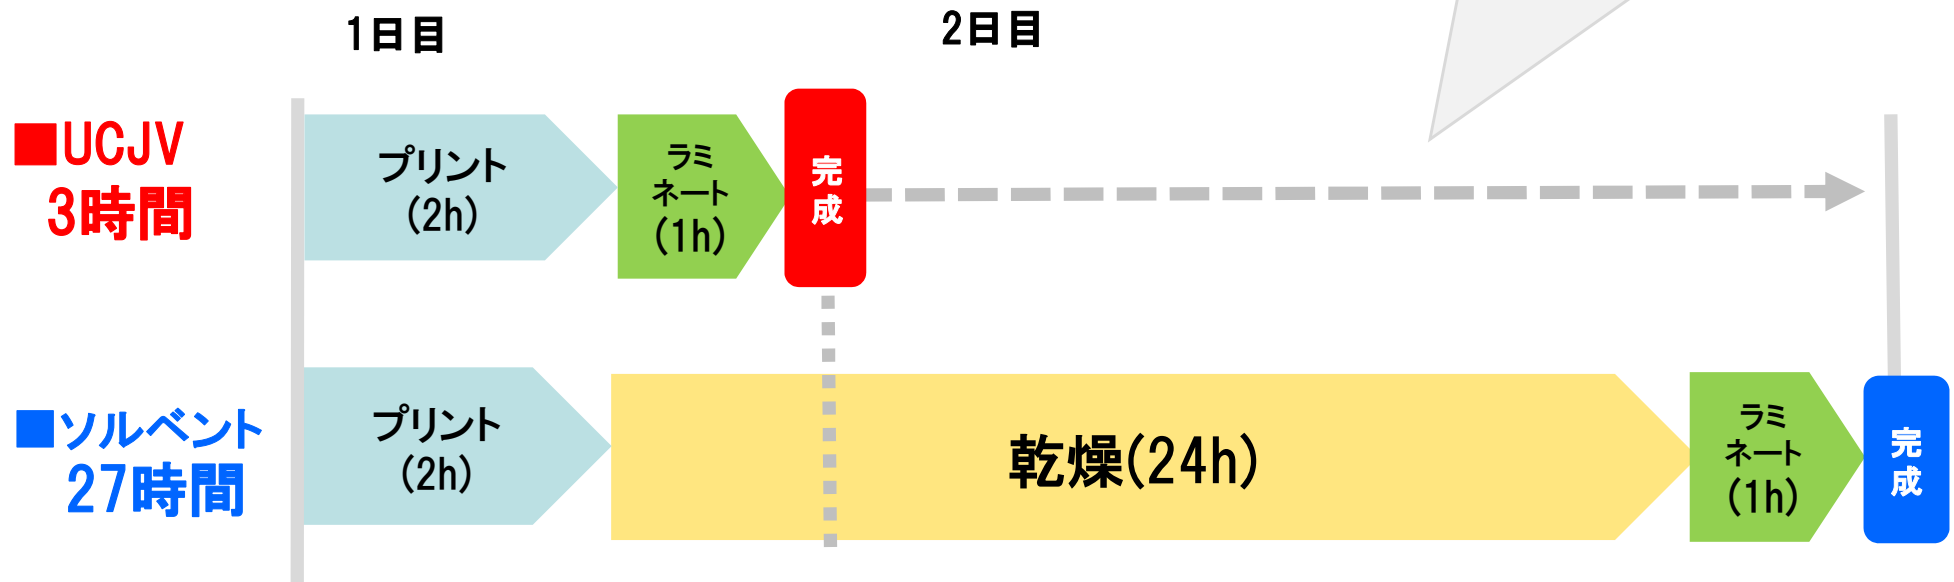 1日目
2日目
■UCJV
3時間
プリント
(2h)
ラミ
ネート
(1h)
完
成
■ソルベント
27時間
プリント
(2h)
乾燥(24h)
ラミ
ネート
(1h)
完
成